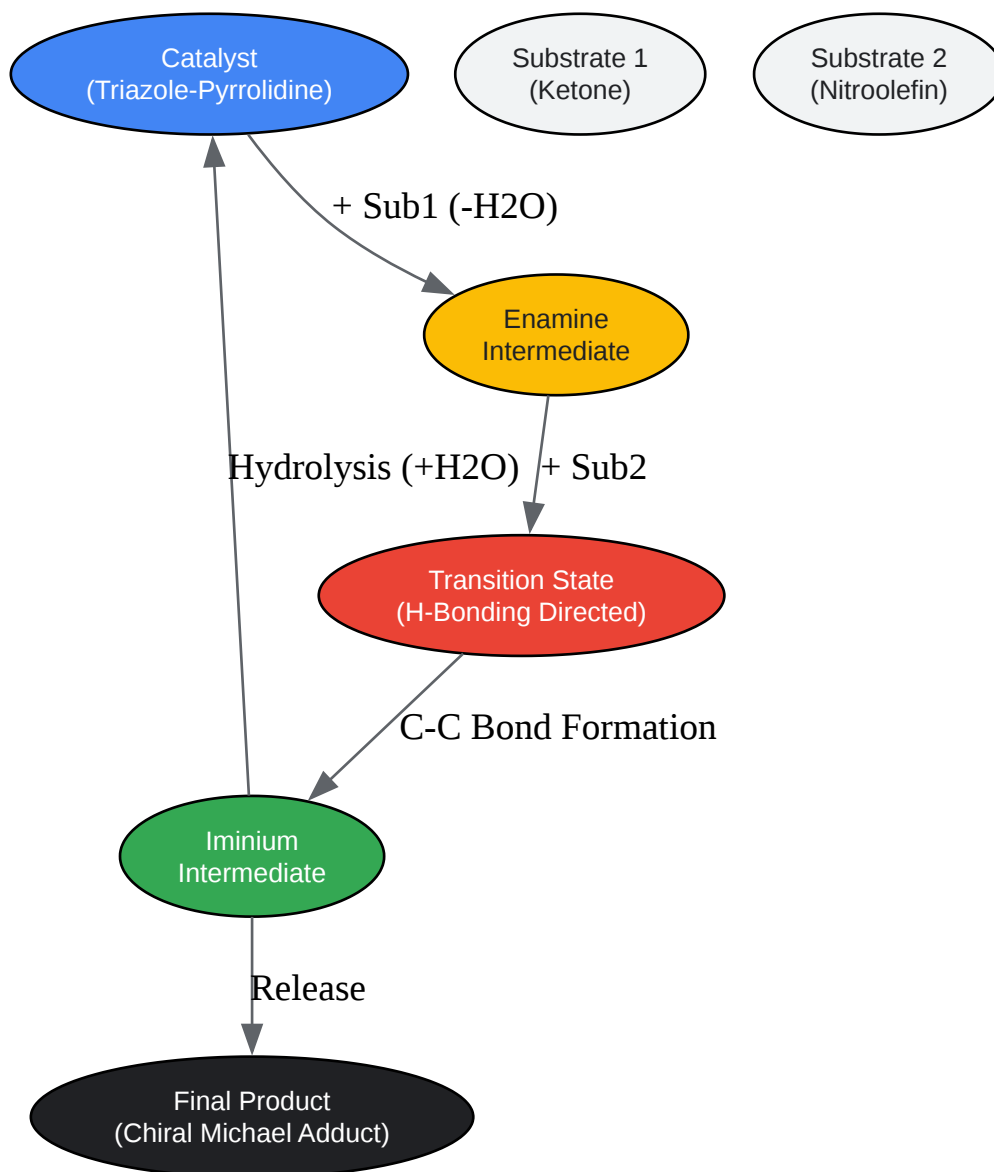 Catalyst
(Triazole-Pyrrolidine)
Substrate 1
(Ketone)
Substrate 2
(Nitroolefin)
+ Sub1 (-H2O)
Enamine
Intermediate
Hydrolysis (+H2O)
+ Sub2
Transition State
(H-Bonding Directed)
C-C Bond Formation
Iminium
Intermediate
Release
Final Product
(Chiral Michael Adduct)